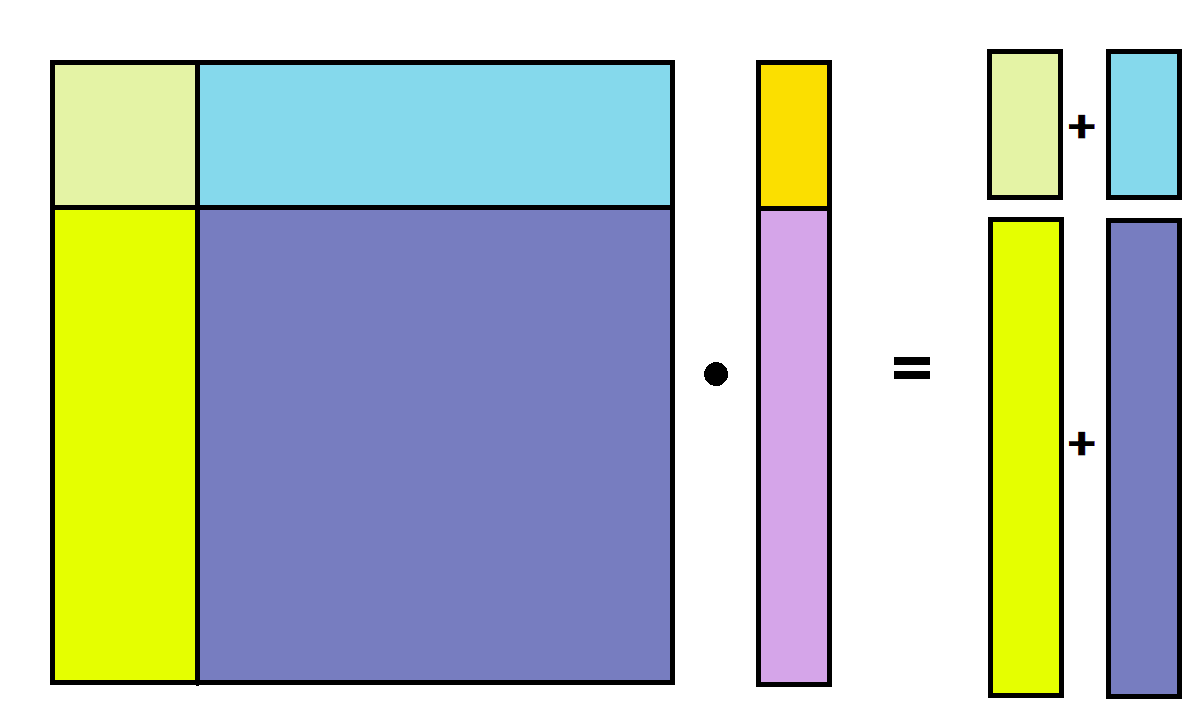 +
• =
+